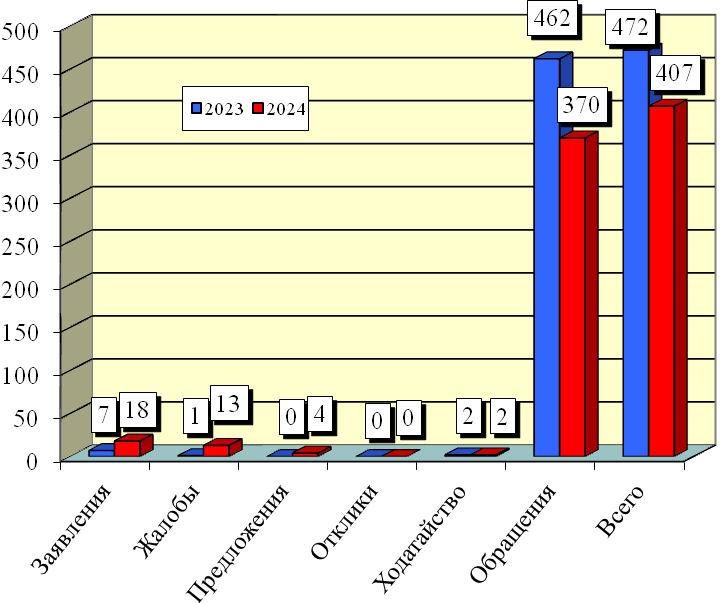 462
472
500
450
400
350
300
250
200
150
100
50
0
2023 2024
370
407
7 18 1 13 0 4 0 0 2 2
Заявления
Жалобы
Предложения
Отклики
Ходатайство
Обращения
Всего